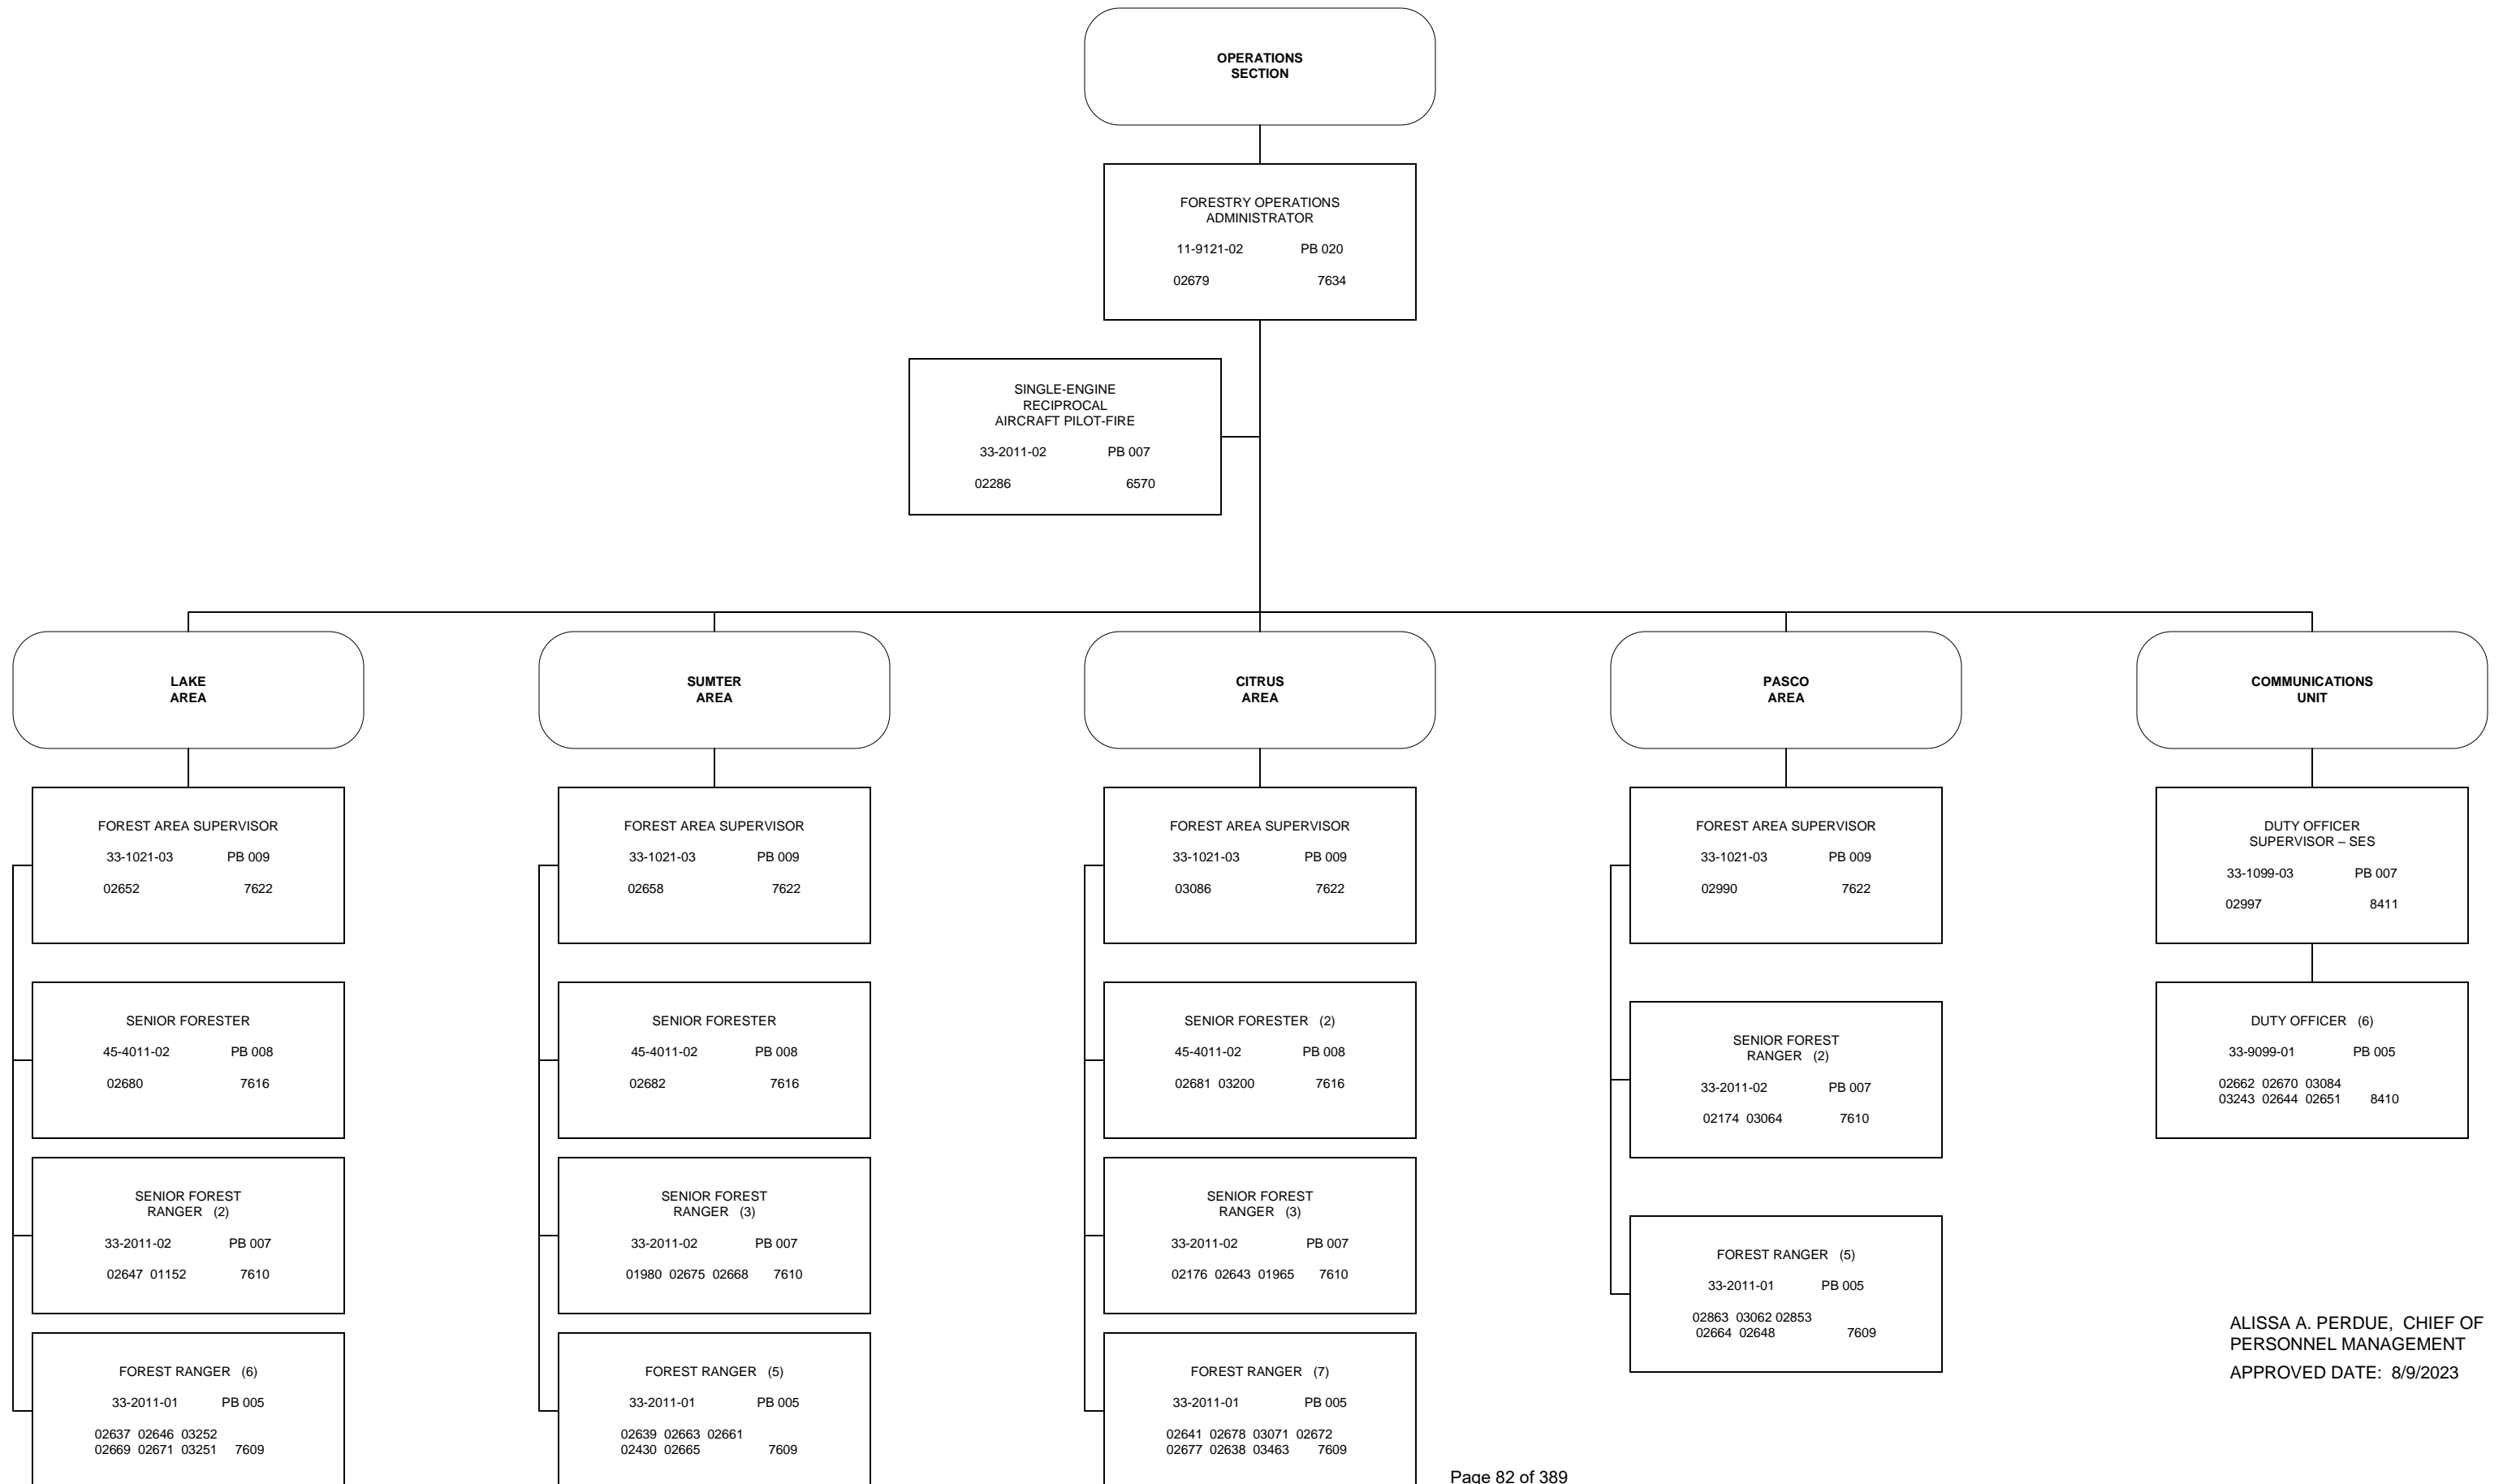 OPERATIONS
SECTION
FORESTRY OPERATIONS
ADMINISTRATOR
11-9121-02 PB 020
02679 7634
SINGLE-ENGINE
RECIPROCAL
AIRCRAFT PILOT-FIRE
33-2011-02 PB 007
02286 6570
LAKE
AREA
FOREST AREA SUPERVISOR
33-1021-03 PB 009
02652 7622
SENIOR FORESTER
45-4011-02 PB 008
02680 7616
SENIOR FOREST
RANGER (2)
33-2011-02 PB 007
02647 01152 7610
FOREST RANGER (6)
33-2011-01 PB 005
02637 02646 03252
02669 02671 03251 7609
SUMTER
AREA
FOREST AREA SUPERVISOR
33-1021-03 PB 009
02658 7622
SENIOR FORESTER
45-4011-02 PB 008
02682 7616
SENIOR FOREST
RANGER (3)
33-2011-02 PB 007
01980 02675 02668 7610
FOREST RANGER (5)
33-2011-01 PB 005
02639 02663 02661
02430 02665 7609
CITRUS
AREA
FOREST AREA SUPERVISOR
33-1021-03 PB 009
03086 7622
SENIOR FORESTER (2)
45-4011-02 PB 008
02681 03200 7616
SENIOR FOREST
RANGER (3)
33-2011-02 PB 007
02176 02643 01965 7610
FOREST RANGER (7)
33-2011-01 PB 005
02641 02678 03071 02672
02677 02638 03463 7609
PASCO
AREA
FOREST AREA SUPERVISOR
33-1021-03 PB 009
02990 7622
SENIOR FOREST
RANGER (2)
33-2011-02 PB 007
02174 03064 7610
FOREST RANGER (5)
33-2011-01 PB 005
02863 03062 02853
02664 02648 7609
COMMUNICATIONS
UNIT
DUTY OFFICER
SUPERVISOR – SES
33-1099-03 PB 007
02997 8411
DUTY OFFICER (6)
33-9099-01 PB 005
02662 02670 03084
03243 02644 02651 8410
ALISSA A. PERDUE, CHIEF OF
PERSONNEL MANAGEMENT
APPROVED DATE: 8/9/2023
Page 82 of 389